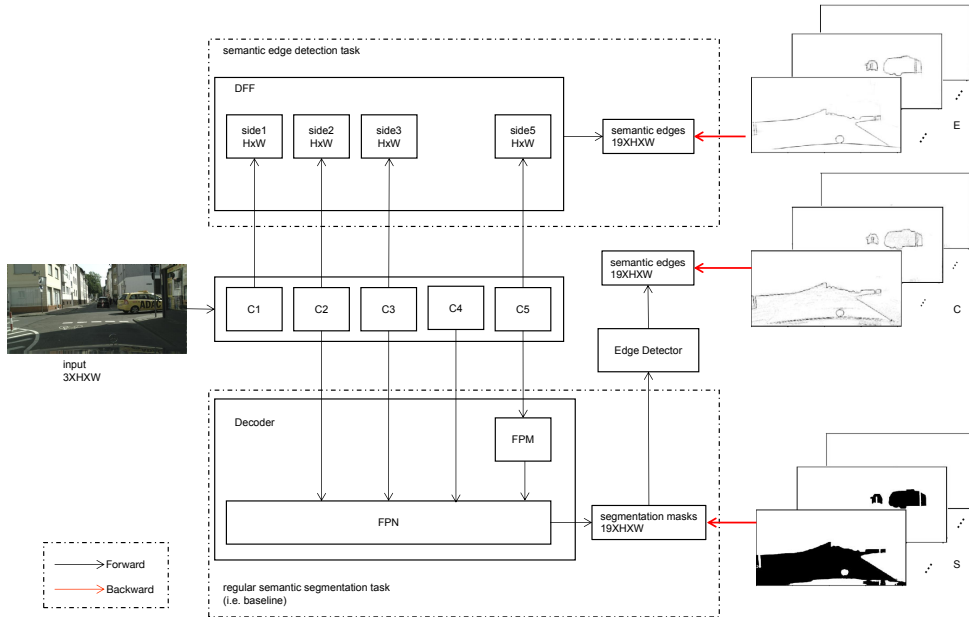 semantic edge detection task
DFF
side1
HxW
side2
HxW
side3
HxW
side5
HxW
semantic edges
19XHXW
E
C1
C2
C3
C4
C5
semantic edges
19XHXW
C
input
3XHXW
Edge Detector
Decoder
FPM
FPN
segmentation masks
19XHXW
S
Forward
Backward
regular semantic segmentation task
(i.e. baseline)